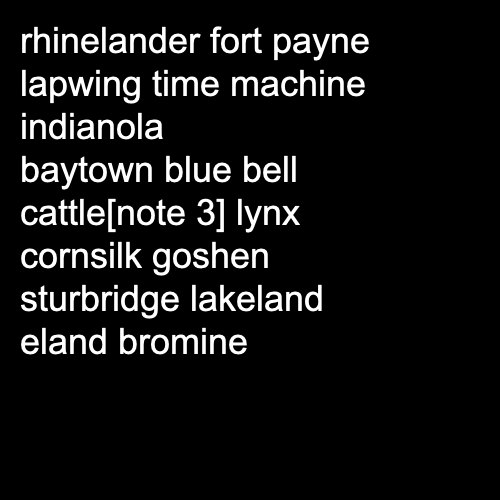 rhinelander fort payne
lapwing time machine
indianola
baytown blue bell
cattle[note 3] lynx
cornsilk goshen
sturbridge lakeland
eland bromine